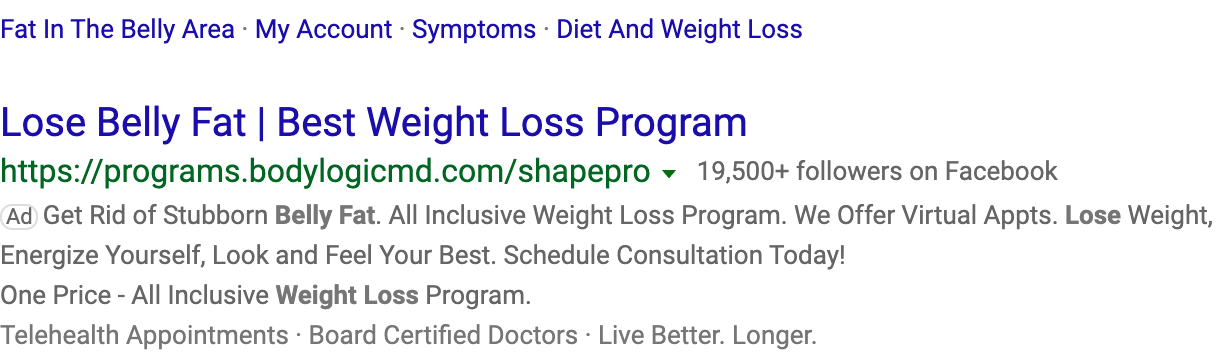 Fat In The Belly Area · My Account · Symptoms · Diet And Weight Loss
Lose Belly Fat | Best Weight Loss Program
https://programs.bodylogicmd.com/shapepro 19,500+ followers on Facebook
Ad Get Rid of Stubborn Belly Fat. All Inclusive Weight Loss Program. We Offer Virtual Appts. Lose Weight,
Energize Yourself, Look and Feel Your Best. Schedule Consultation Today!
One Price - All Inclusive Weight Loss Program.
Telehealth Appointments · Board Certified Doctors · Live Better. Longer.